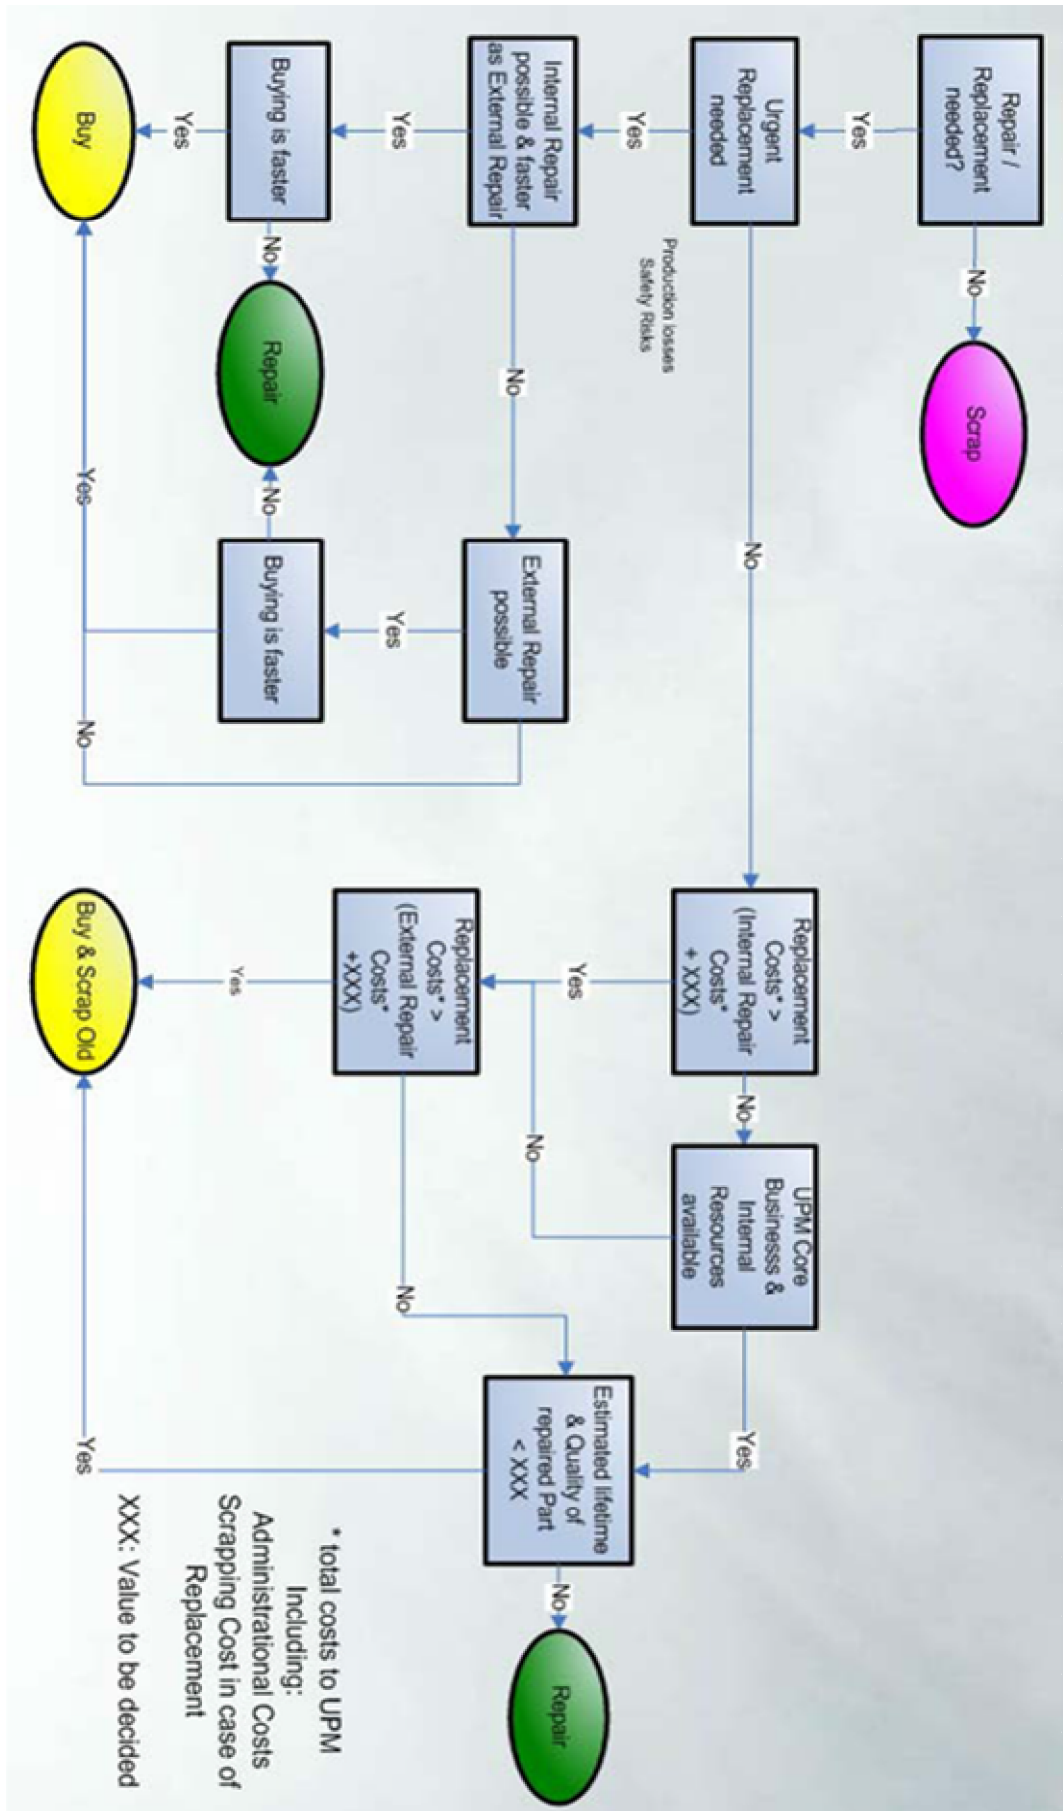 Repair /
Replacement
needed?
No
Scrap
Yes
Urgent
Replacement
needed
No
Production losses
Safety Risks
Yes
Internal Repair
possible & faster
as External Repair
No
External Repair
possible
Yes
Yes
Buying is faster
No
Repair
No
Buying is faster
Yes
Buy
Yes
No
Replacement
Costs* >
(Internal Repair
Costs*
+ XXX)
No
UPM Core
Businesss &
Internal
Resources
available
Yes
Yes
No
Replacement
Costs* >
(External Repair
Costs*
+XXX)
No
Estimated lifetime
& Quality of
repaired Part
< XXX
No
Repair
Yes
Buy & Scrap Old
Yes
* total costs to UPM
Including:
Administrational Costs
Scrapping Cost in case of
Replacement
XXX: Value to be decided